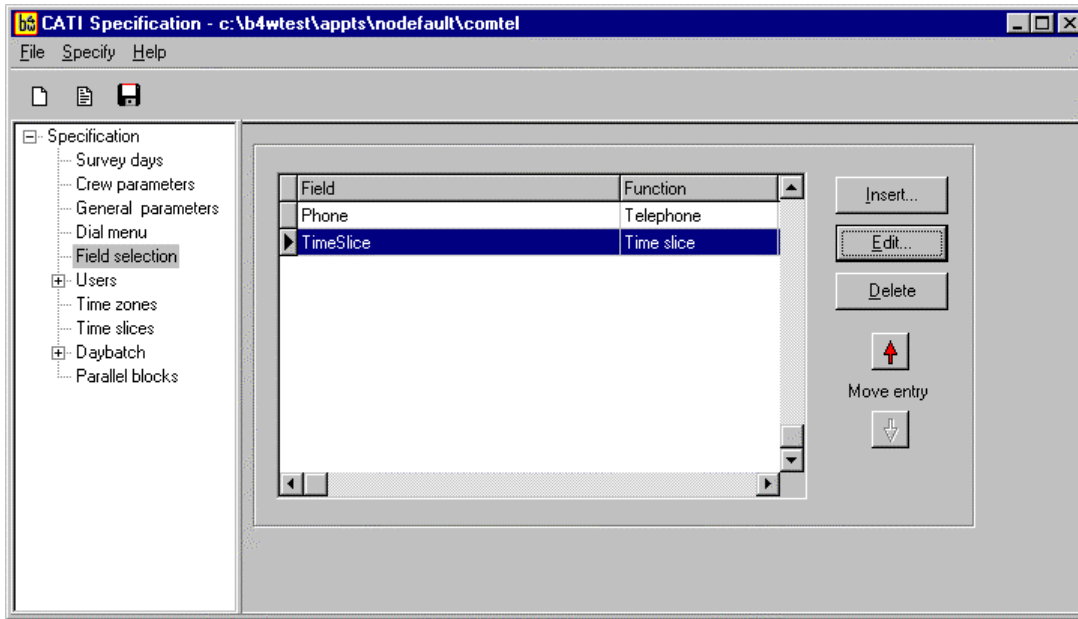 CATI Specification - c:\b4wtest\appts\nodefault\comtel
File Specify Help
Specification
Survey days
Crew parameters
General parameters
Dial menu
Field selection
Users
Time zones
Time slices
Daybatch
Parallel blocks
Field Function
Phone Telephone
TimeSlice Time slice
Insert...
Edit...
Delete
Move entry